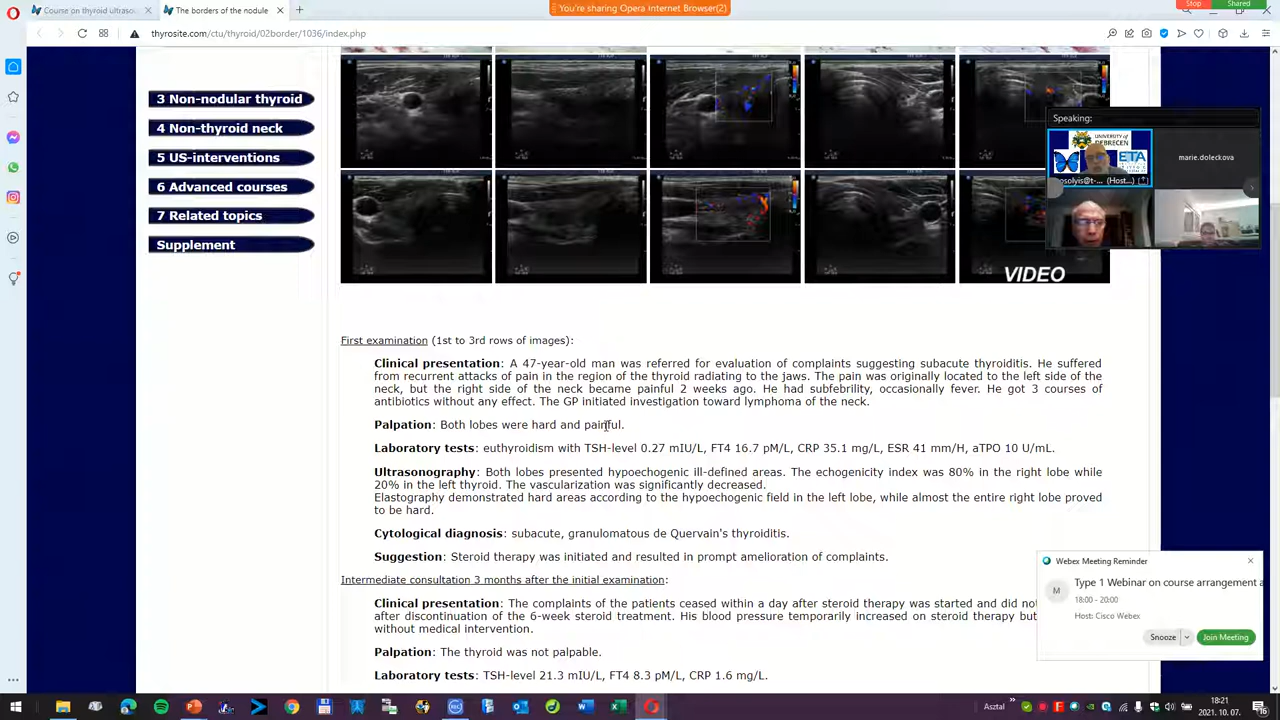 You're sharing Opera Internet Browser(2)
Stop
Shared
Course on thyroid ultrasou
The borders of the nodule
thyrosite.com/ctu/thyroid/02border/1036/index.php
3 Non-nodular thyroid
4 Non-thyroid neck
5 US-interventions
6 Advanced courses
7 Related topics
Supplement
Speaking:
UNIVERSITY of
DEBRECEN
ETA
osolyis@t-... (Host...)
marie.doleckova
VIDEO
First examination (1st to 3rd rows of images):
Clinical presentation: A 47-year-old man was referred for evaluation of complaints suggesting subacute thyroiditis. He suffered
from recurrent attacks of pain in the region of the thyroid radiating to the jaws. The pain was originally located to the left side of the
neck, but the right side of the neck became painful 2 weeks ago. He had subfebrility, occasionally fever. He got 3 courses of
antibiotics without any effect. The GP initiated investigation toward lymphoma of the neck.
Palpation: Both lobes were hard and painful.
Laboratory tests: euthyroidism with TSH-level 0.27 mIU/L, FT4 16.7 pM/L, CRP 35.1 mg/L, ESR 41 mm/H, aTPO 10 U/mL.
Ultrasonography: Both lobes presented hypoechogenic ill-defined areas. The echogenicity index was 80% in the right lobe while
20% in the left thyroid. The vascularization was significantly decreased.
Elastography demonstrated hard areas according to the hypoechogenic field in the left lobe, while almost the entire right lobe proved
to be hard.
Cytological diagnosis: subacute, granulomatous de Quervain's thyroiditis.
Suggestion: Steroid therapy was initiated and resulted in prompt amelioration of complaints.
Intermediate consultation 3 months after the initial examination:
Clinical presentation: The complaints of the patients ceased within a day after steroid therapy was started and did not
after discontinuation of the 6-week steroid treatment. His blood pressure temporarily increased on steroid therapy but
without medical intervention.
Palpation: The thyroid was not palpable.
Laboratory tests: TSH-level 21.3 mIU/L, FT4 8.3 pM/L, CRP 1.6 mg/L.
Webex Meeting Reminder
M
Type 1 Webinar on course arrangement a
18:00 - 20:00
Host: Cisco Webex
Snooze
Join Meeting
Asztal
18:21
2021. 10. 07.